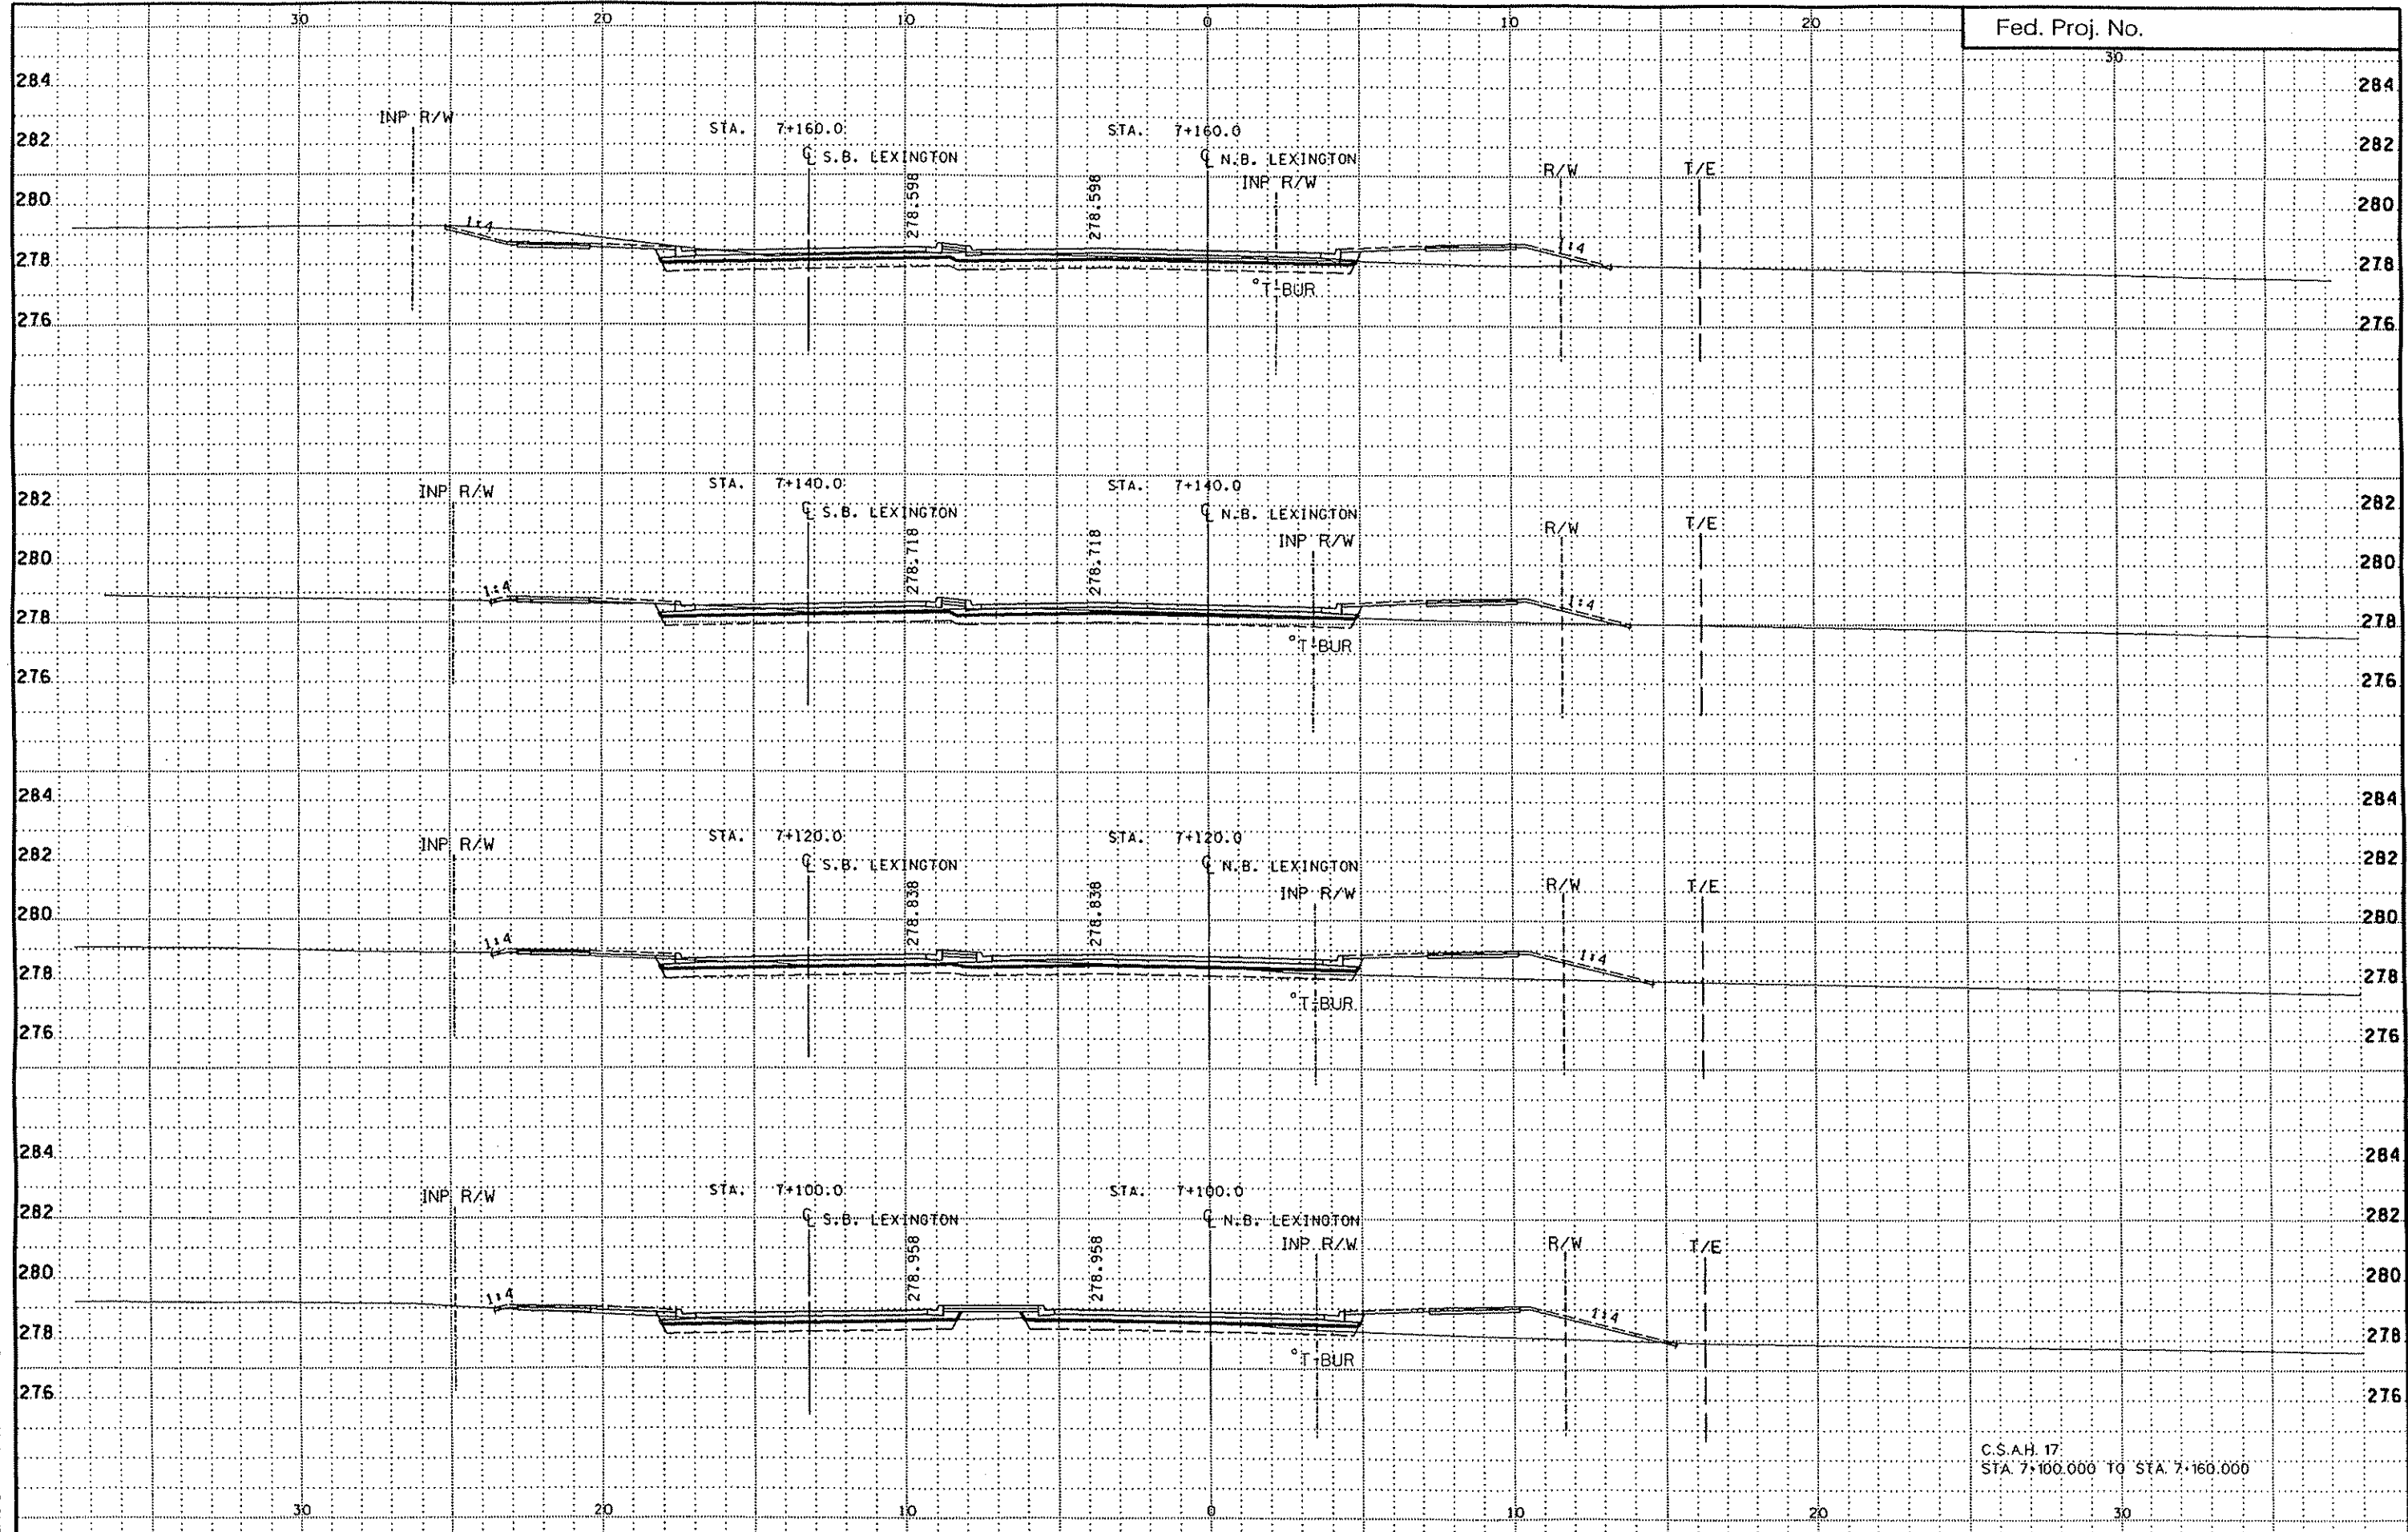 30 20 10 0 10 20
Fed. Proj. No.
30
284 284
INP R/W
STA. 7+160.0 STA. 7+160.0
282 282
℄ S.B. LEXINGTON ℄ N.B. LEXINGTON
R/W T/E
INP R/W
280 280
278.598 278.598
1:4 1:4
278 278
°T-BUR
276 276
STA. 7+140.0 STA. 7+140.0
INP R/W
282 282
℄ S.B. LEXINGTON ℄ N.B. LEXINGTON
R/W T/E
INP R/W
280 280
278.718 278.718
1:4 1:4
278 278
°T-BUR
276 276
284 284
STA. 7+120.0 STA. 7+120.0
INP R/W
282 282
℄ S.B. LEXINGTON ℄ N.B. LEXINGTON
R/W T/E
INP R/W
280 280
278.838 278.838
1:4 1:4
278 278
°T-BUR
276 276
284 284
STA. 7+100.0 STA. 7+100.0
INP R/W
282 282
℄ S.B. LEXINGTON ℄ N.B. LEXINGTON
INP R/W R/W T/E
280 280
278.958 278.958
1:4 1:4
278 278
°T-BUR
276 276
C.S.A.H. 17
STA. 7+100.000 TO STA. 7+160.000
30 20 10 0 10 20 30